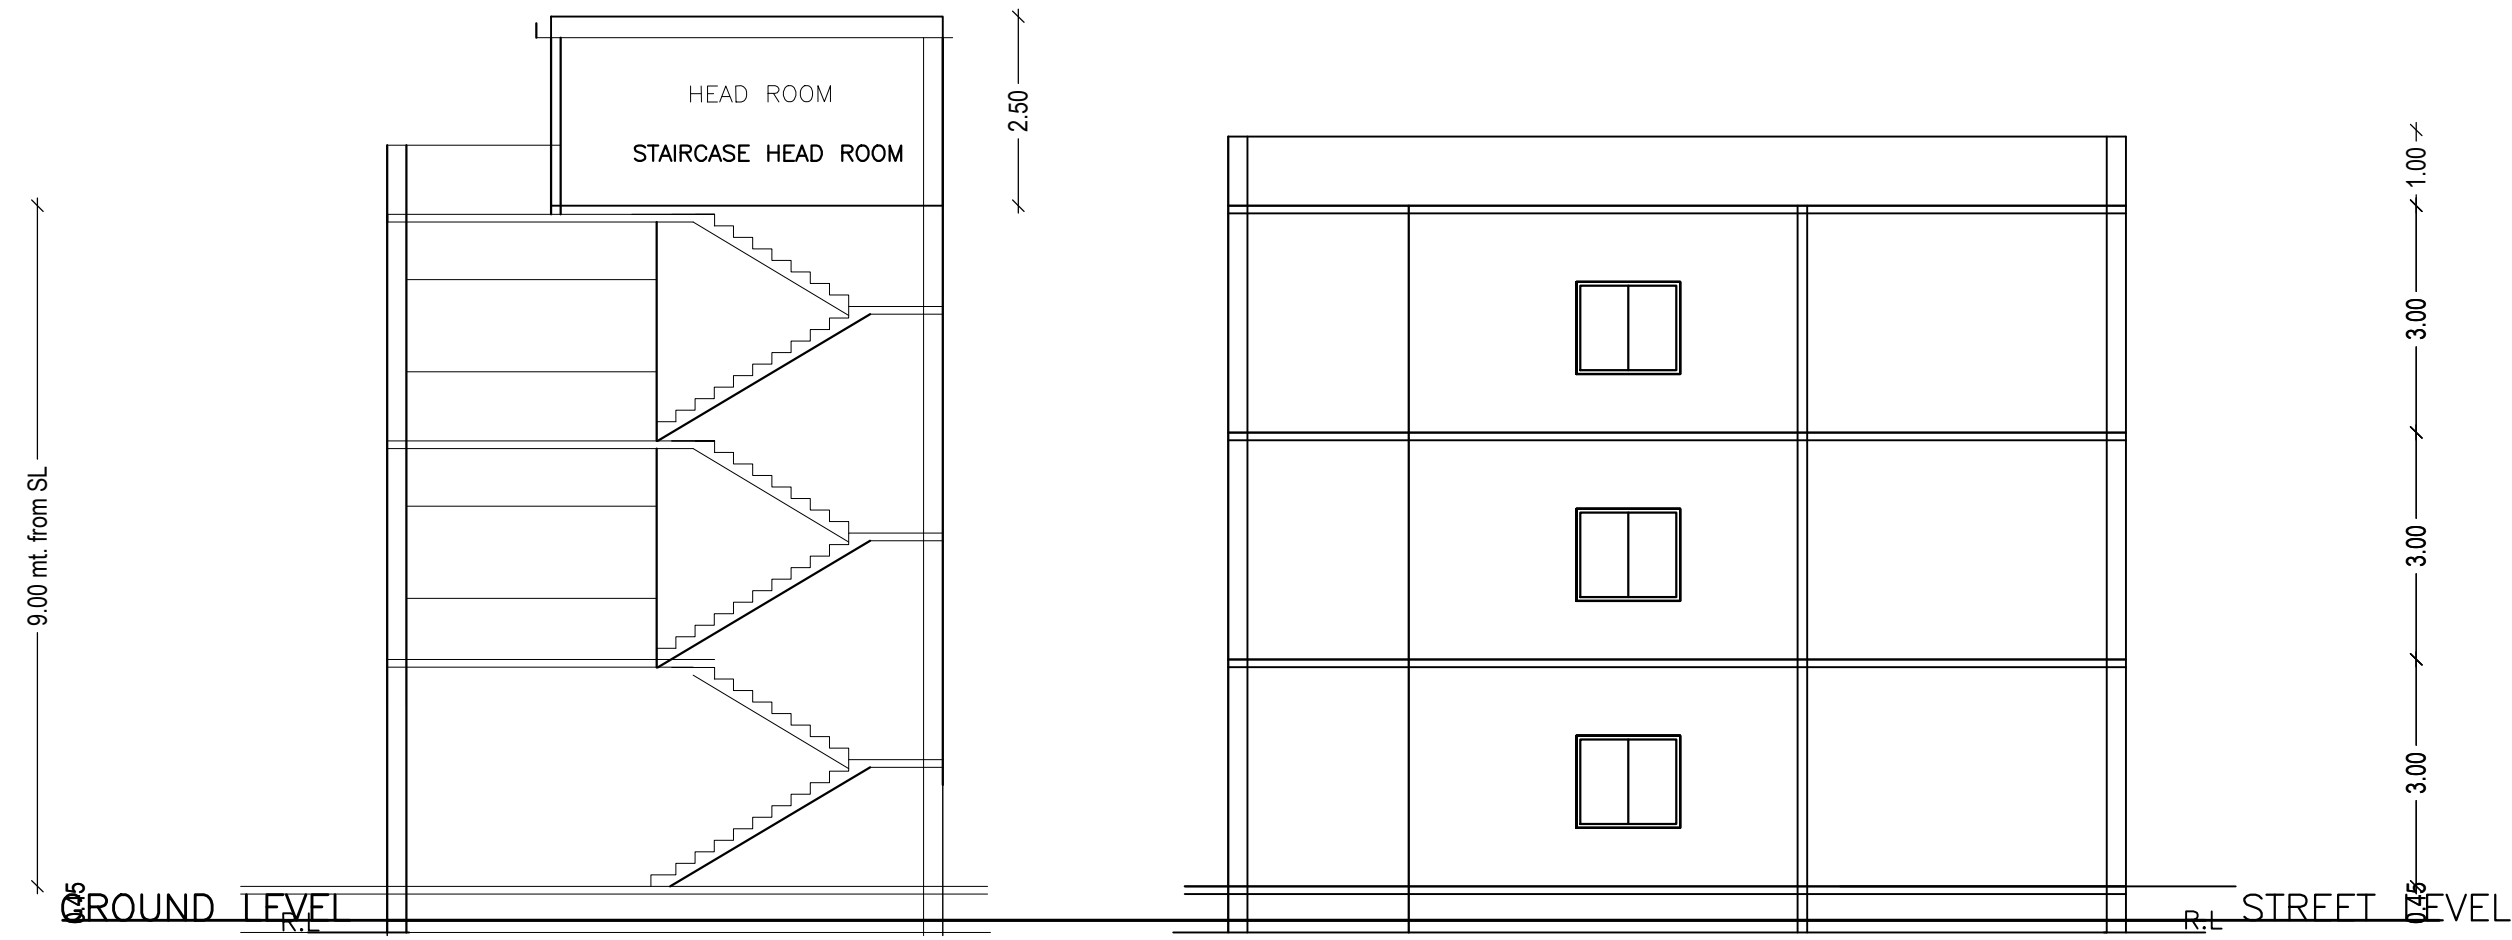 HEAD ROOM
STAIRCASE HEAD ROOM
2.50
9.00 mt. from SL
1.00
3.00
3.00
3.00
0.45
GROUND LEVEL
R.L
0.45
STREET LEVEL
R.L